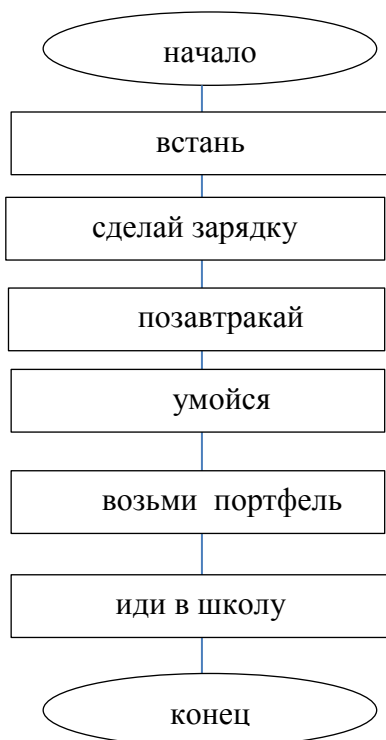 начало
встань
сделай зарядку
позавтракай
умойся
возьми портфель
иди в школу
конец